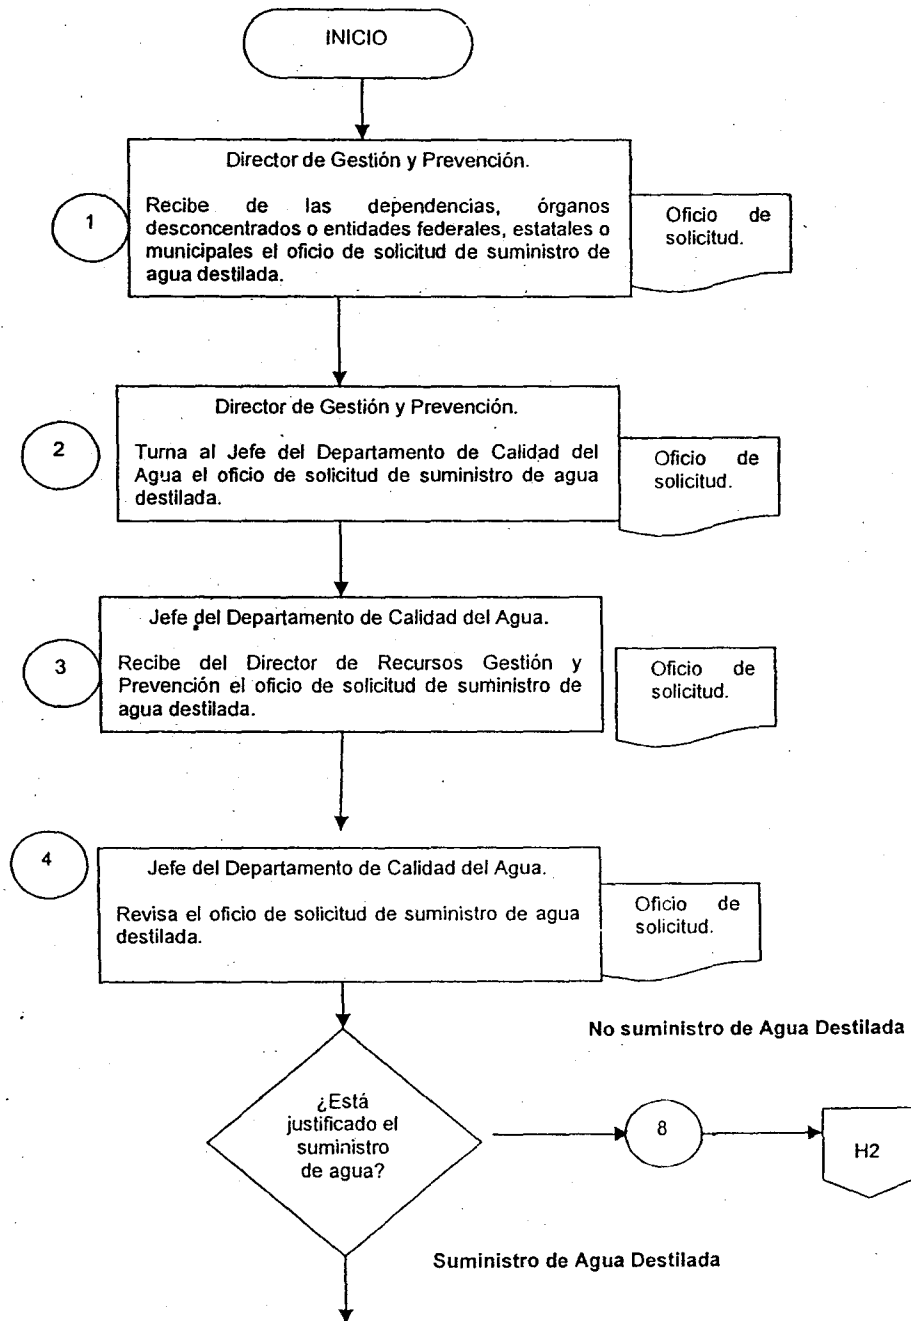 INICIO
Director de Gestión y Prevención.
1
Recibe de las dependencias, órganos
desconcentrados o entidades federales, estatales o
municipales el oficio de solicitud de suministro de
agua destilada.
Oficio de
solicitud.
Director de Gestión y Prevención.
2
Turna al Jefe del Departamento de Calidad del
Agua el oficio de solicitud de suministro de agua
destilada.
Oficio de
solicitud.
Jefe del Departamento de Calidad del Agua.
3
Recibe del Director de Recursos Gestión y
Prevención el oficio de solicitud de suministro de
agua destilada.
Oficio de
solicitud.
4
Jefe del Departamento de Calidad del Agua.
Revisa el oficio de solicitud de suministro de agua
destilada.
Oficio de
solicitud.
No suministro de Agua Destilada
¿Está
justificado el
suministro
de agua?
8
H2
Suministro de Agua Destilada